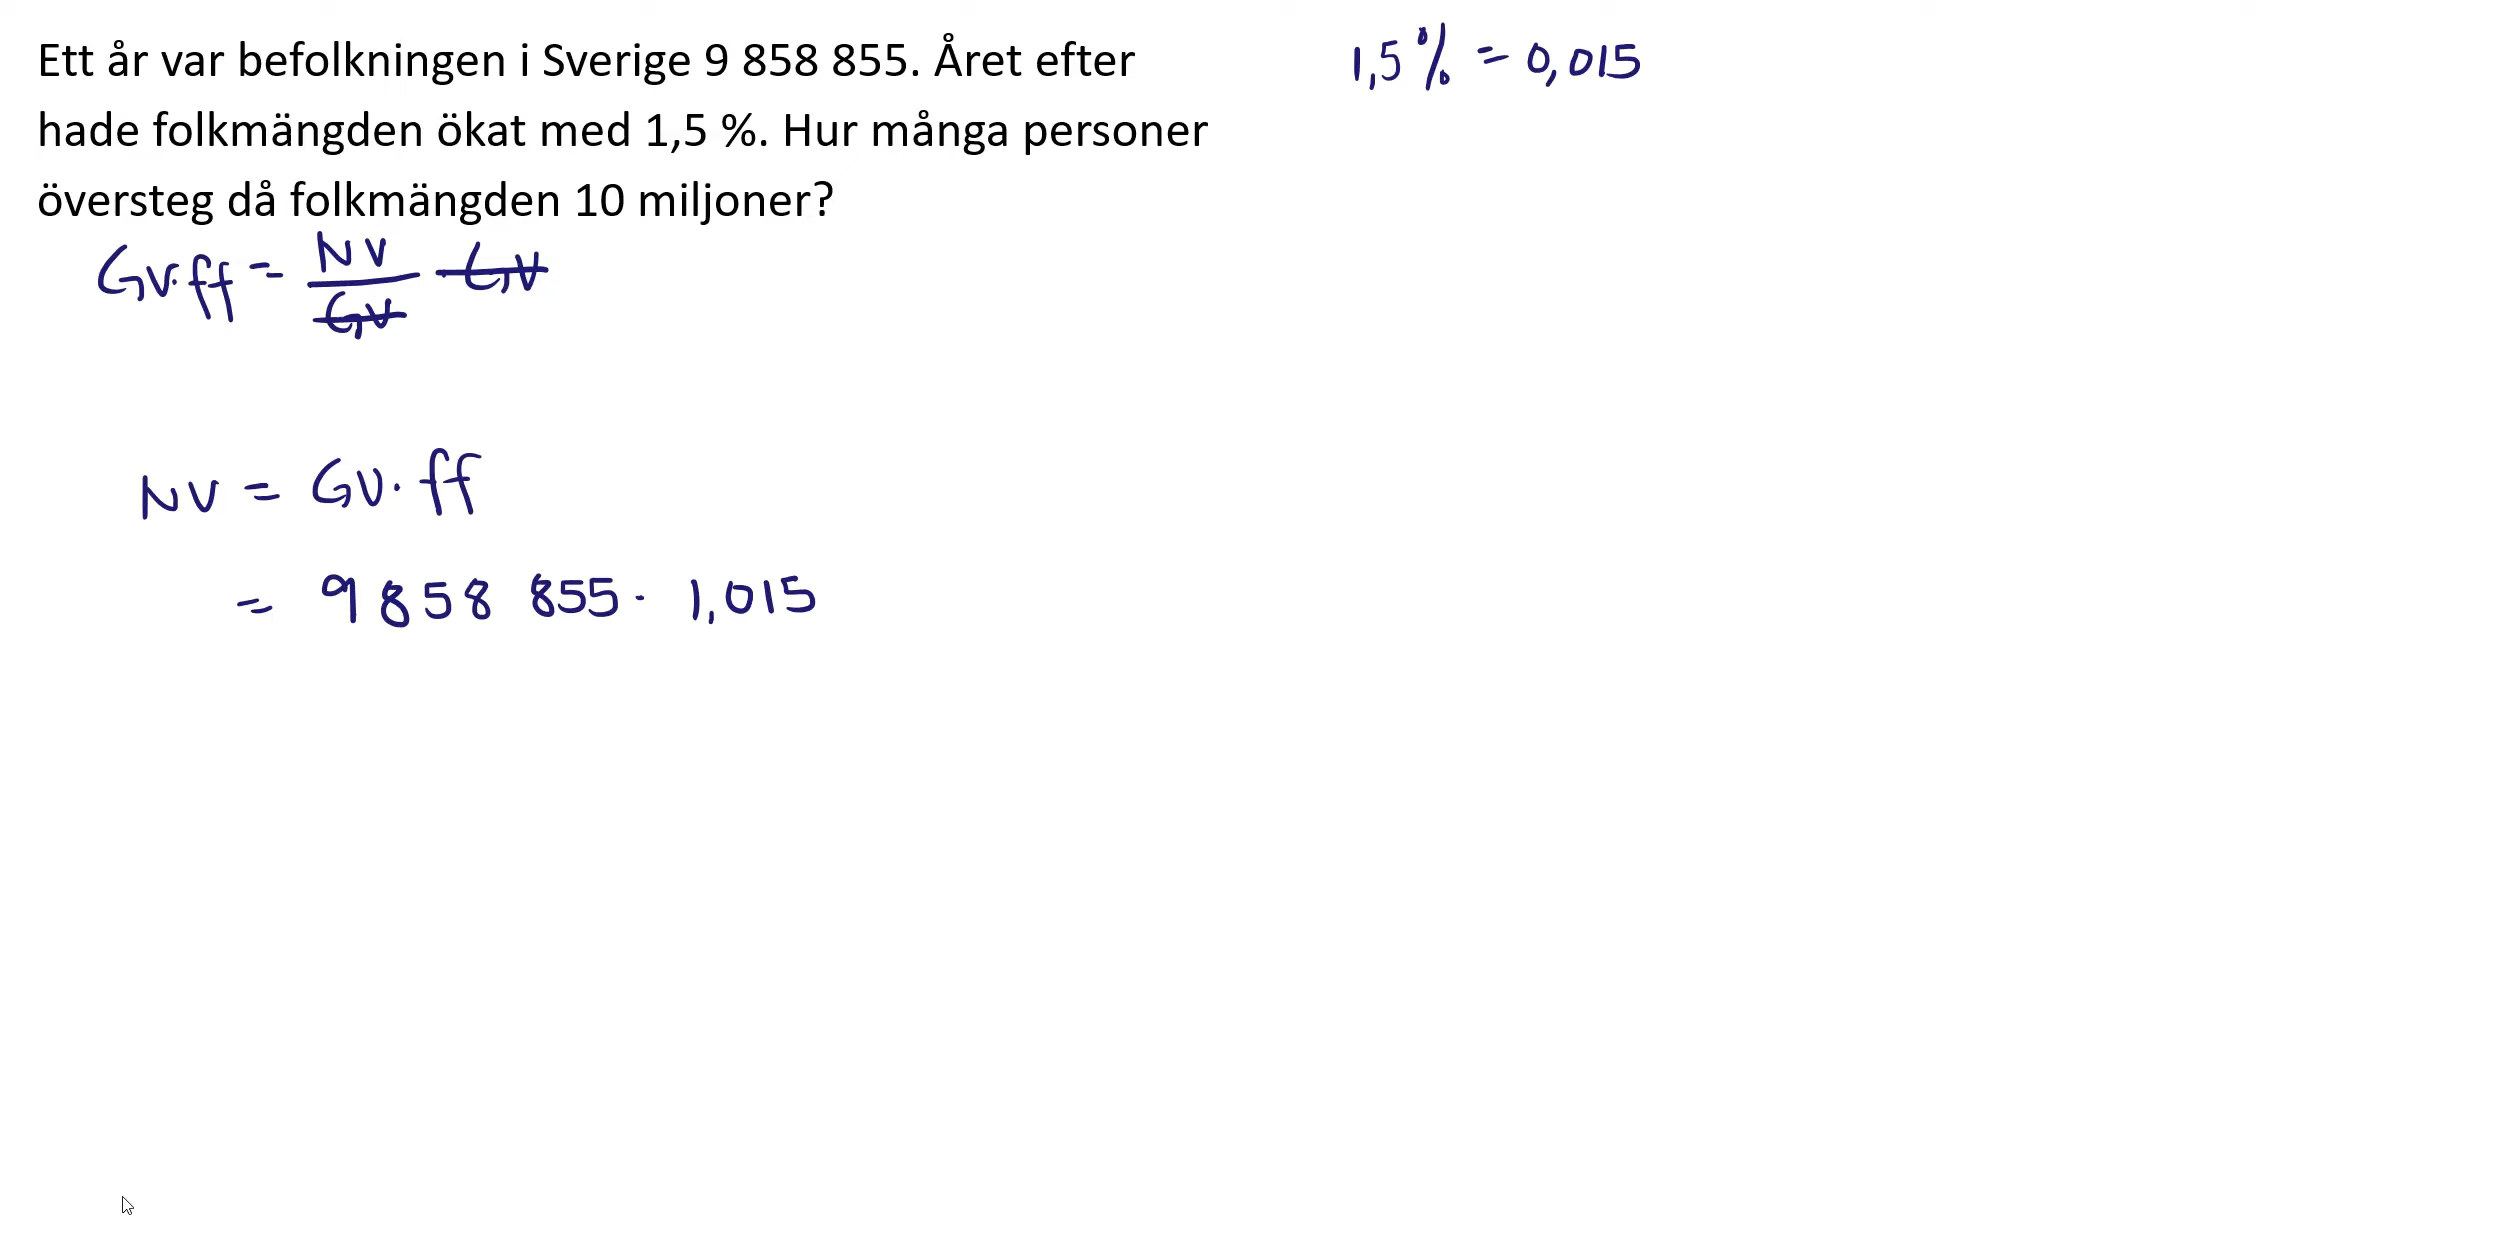 Ett år var befolkningen i Sverige 9 858 855. Året efter
hade folkmängden ökat med 1,5 %. Hur många personer
översteg då folkmängden 10 miljoner?
1,5% = 0,015
Gv·ff = NV/GV · GV
NV = GV·ff
= 9 858 855 · 1,015